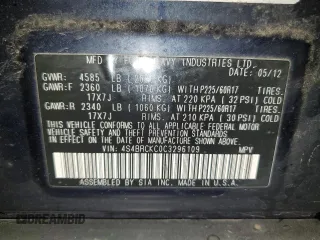 MFD BY FUJI HEAVY INDUSTRIES LTD.
GVWR: 4585 LB (2080 KG) DATE: 05/12
GAWR:F 2360 LB (1070 KG) WITH P225/60R17 TIRES.
17X7J RIMS. AT 220 KPA ( 32 PSI) COLD
GAWR:R 2340 LB (1060 KG) WITH P225/60R17 TIRES.
17X7J RIMS. AT 210 KPA ( 30 PSI) COLD
THIS VEHICLE CONFORMS TO ALL APPLICABLE FEDERAL MOTOR
VEHICLE SAFETY AND THEFT PREVENTION STANDARDS
IN EFFECT ON THE DATE OF MANUFACTURE SHOWN ABOVE.
VIN: 4S4BRCKC0C3296109 MPV
ASSEMBLED BY SIA INC. MADE IN U.S.A.